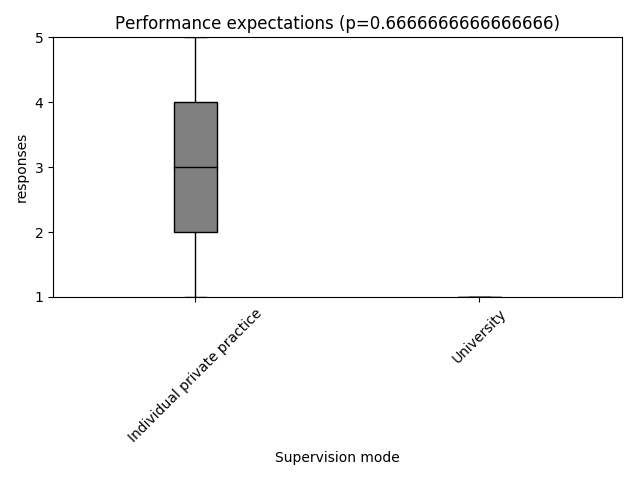 Performance expectations (p=0.6666666666666666)
5
4
3
2
1
responses
Individual private practice
University
Supervision mode